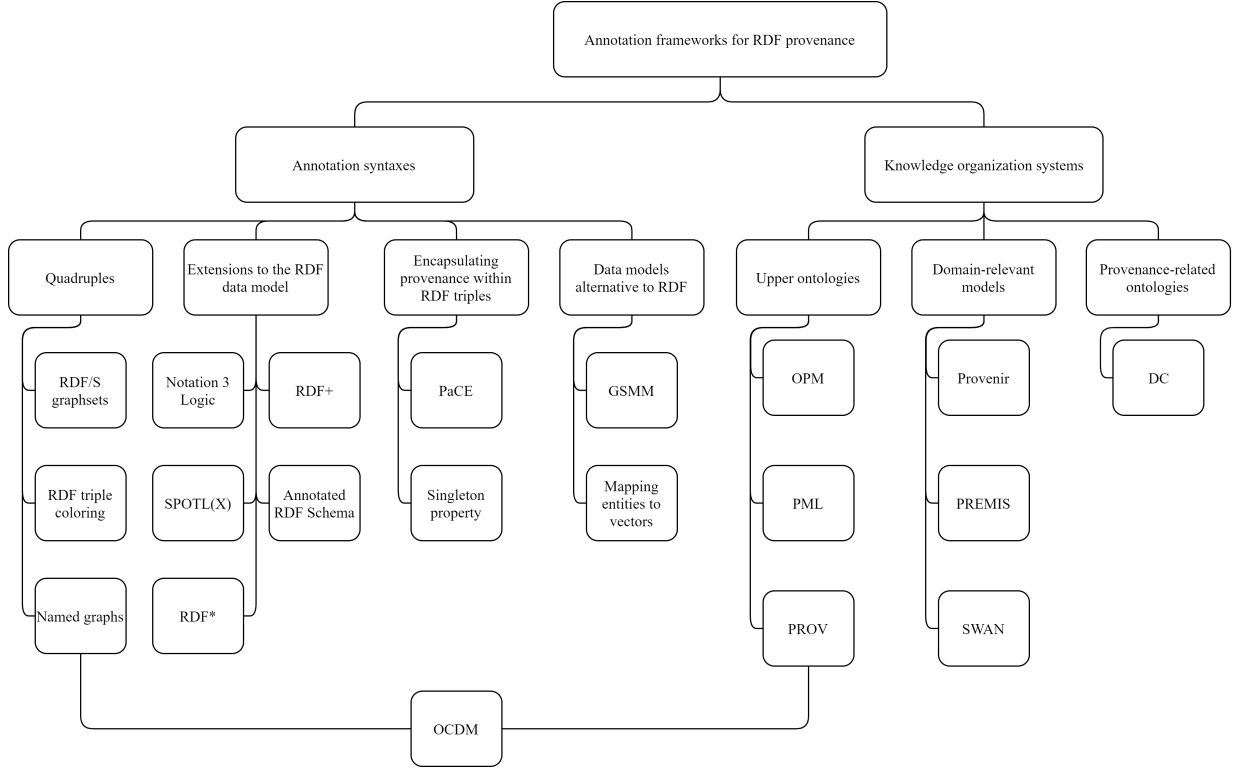 Annotation frameworks for RDF provenance
Annotation syntaxes
Knowledge organization systems
Quadruples
Extensions to the RDF
data model
Encapsulating
provenance within
RDF triples
Data models
alternative to RDF
Upper ontologies
Domain-relevant
models
Provenance-related
ontologies
RDF/S
graphsets
Notation 3
Logic
RDF+
PaCE
GSMM
OPM
Provenir
DC
RDF triple
coloring
SPOTL(X)
Annotated
RDF Schema
Singleton
property
Mapping
entities to
vectors
PML
PREMIS
Named graphs
RDF*
PROV
SWAN
OCDM